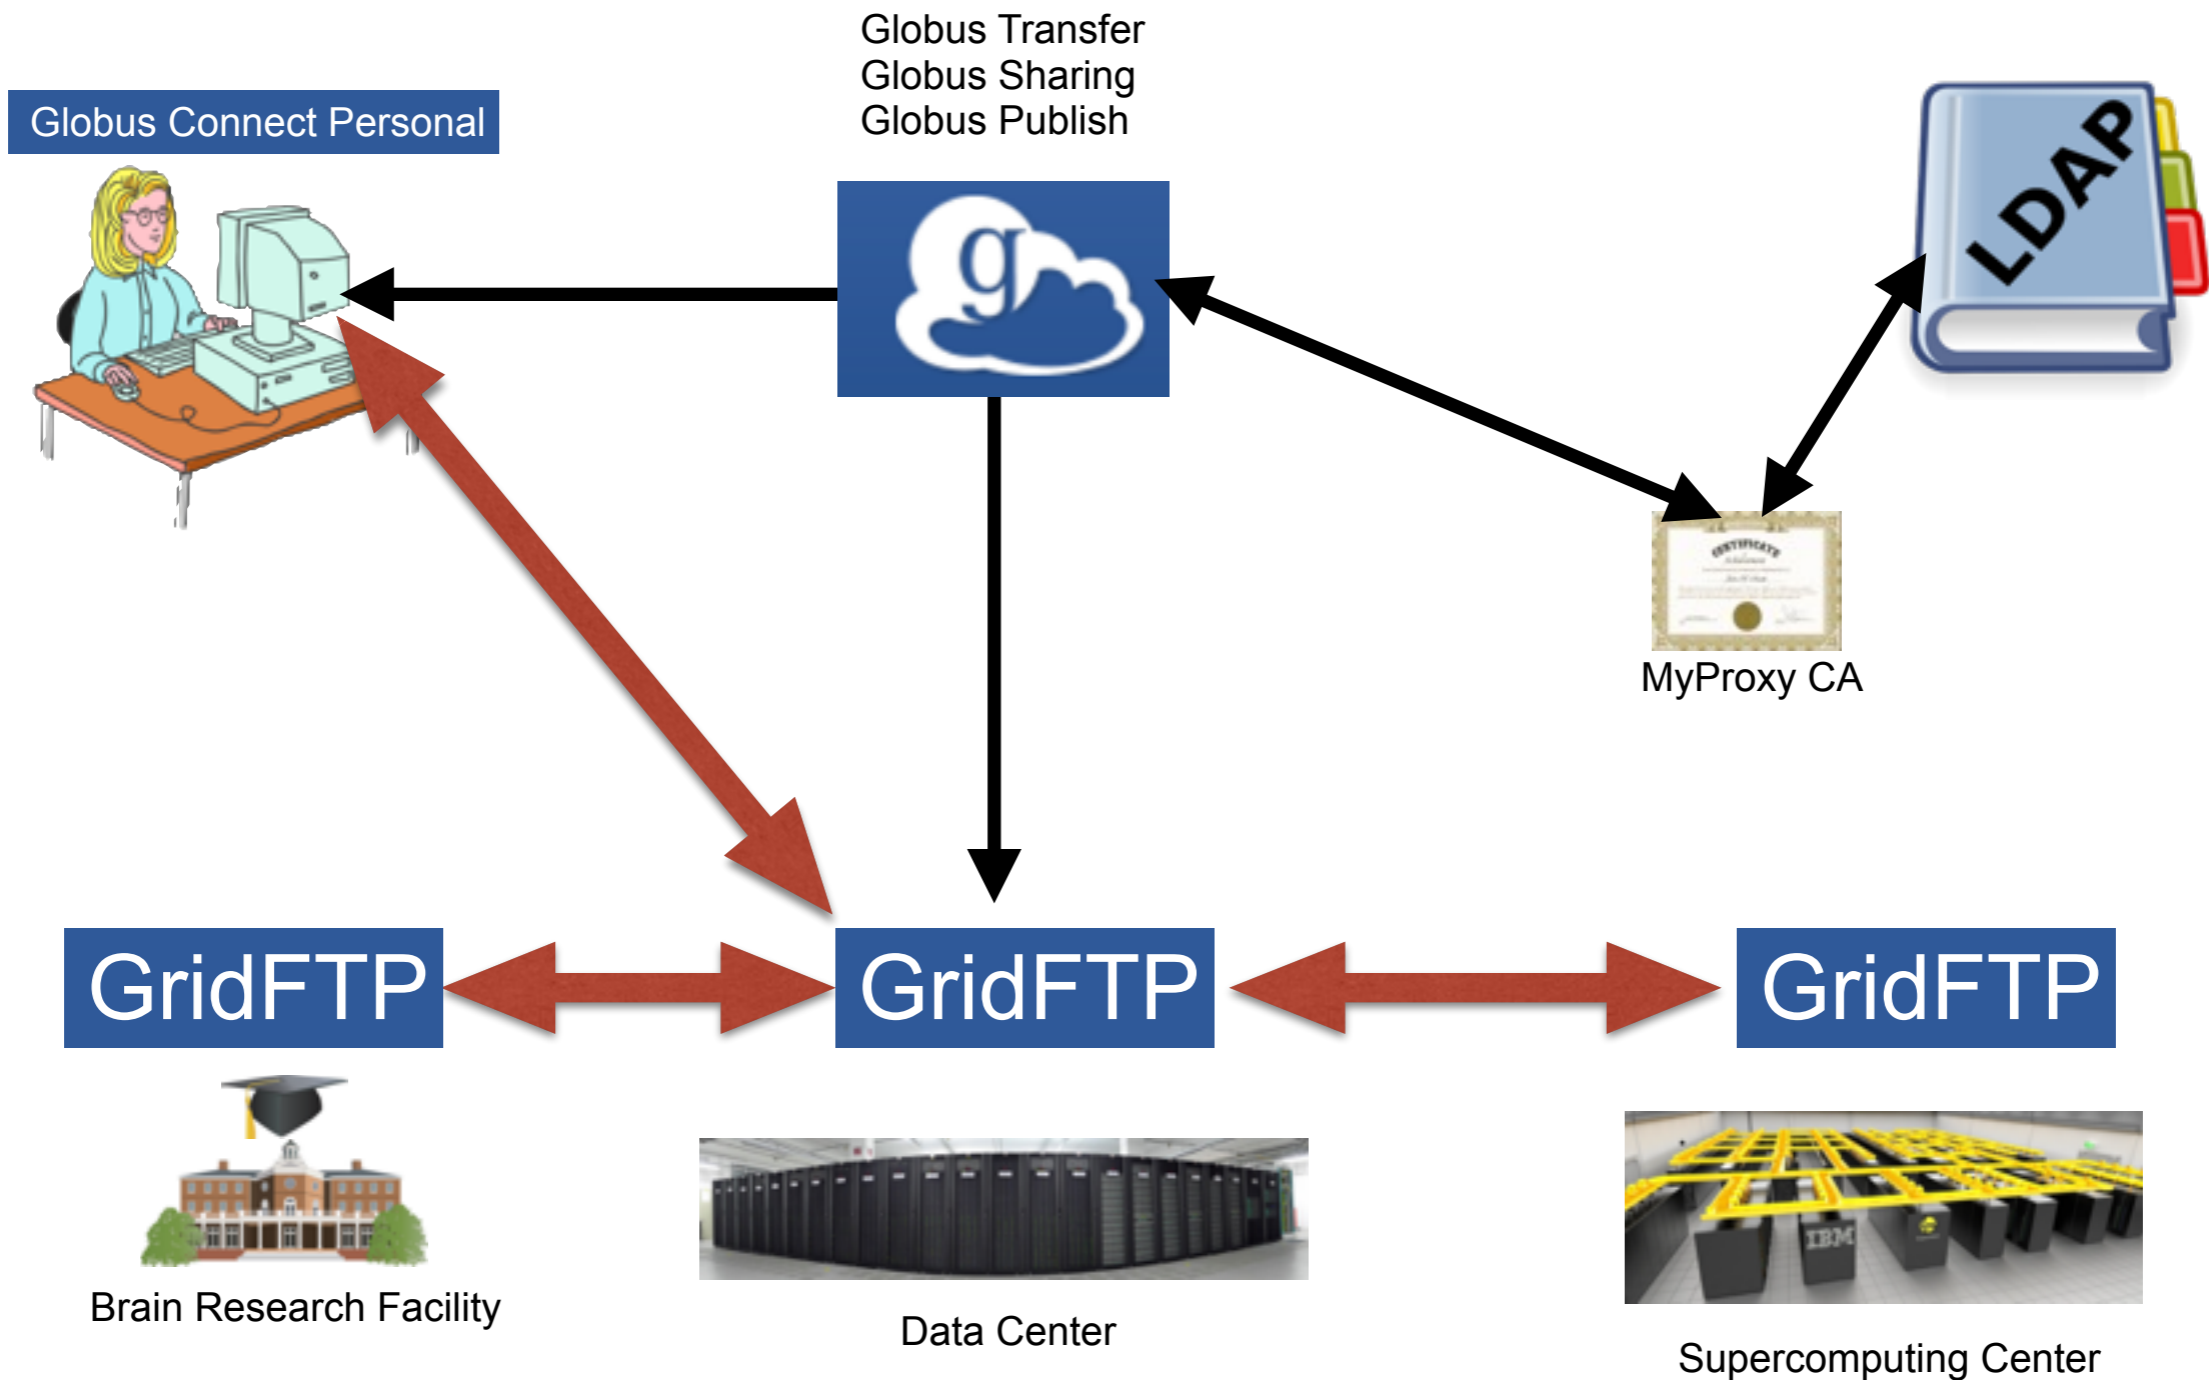 Globus Transfer
Globus Sharing
Globus Publish
Globus Connect Personal
LDAP
g
CERTIFICATE
MyProxy CA
GridFTP
GridFTP
GridFTP
IBM
Brain Research Facility
Data Center
Supercomputing Center